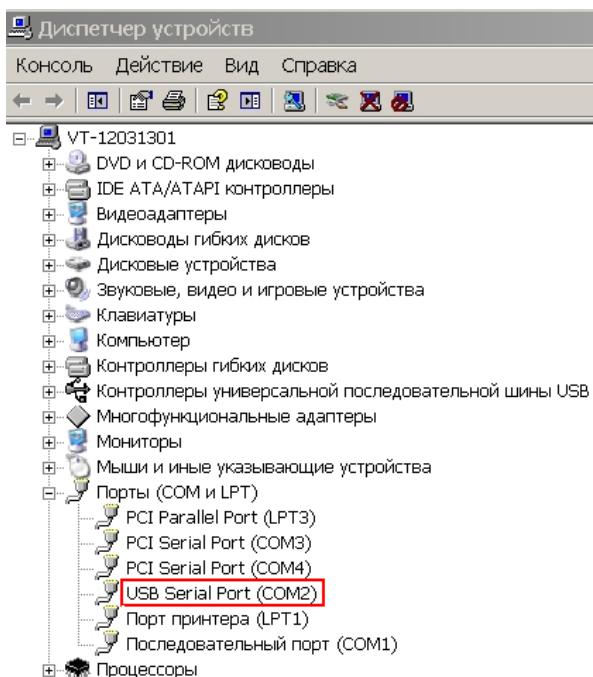 Диспетчер устройств
Консоль Действие Вид Справка
VT-12031301
DVD и CD-ROM дисководы
IDE ATA/ATAPI контроллеры
Видеоадаптеры
Дисководы гибких дисков
Дисковые устройства
Звуковые, видео и игровые устройства
Клавиатуры
Компьютер
Контроллеры гибких дисков
Контроллеры универсальной последовательной шины USB
Многофункциональные адаптеры
Мониторы
Мыши и иные указывающие устройства
Порты (COM и LPT)
PCI Parallel Port (LPT3)
PCI Serial Port (COM3)
PCI Serial Port (COM4)
USB Serial Port (COM2)
Порт принтера (LPT1)
Последовательный порт (COM1)
Процессоры